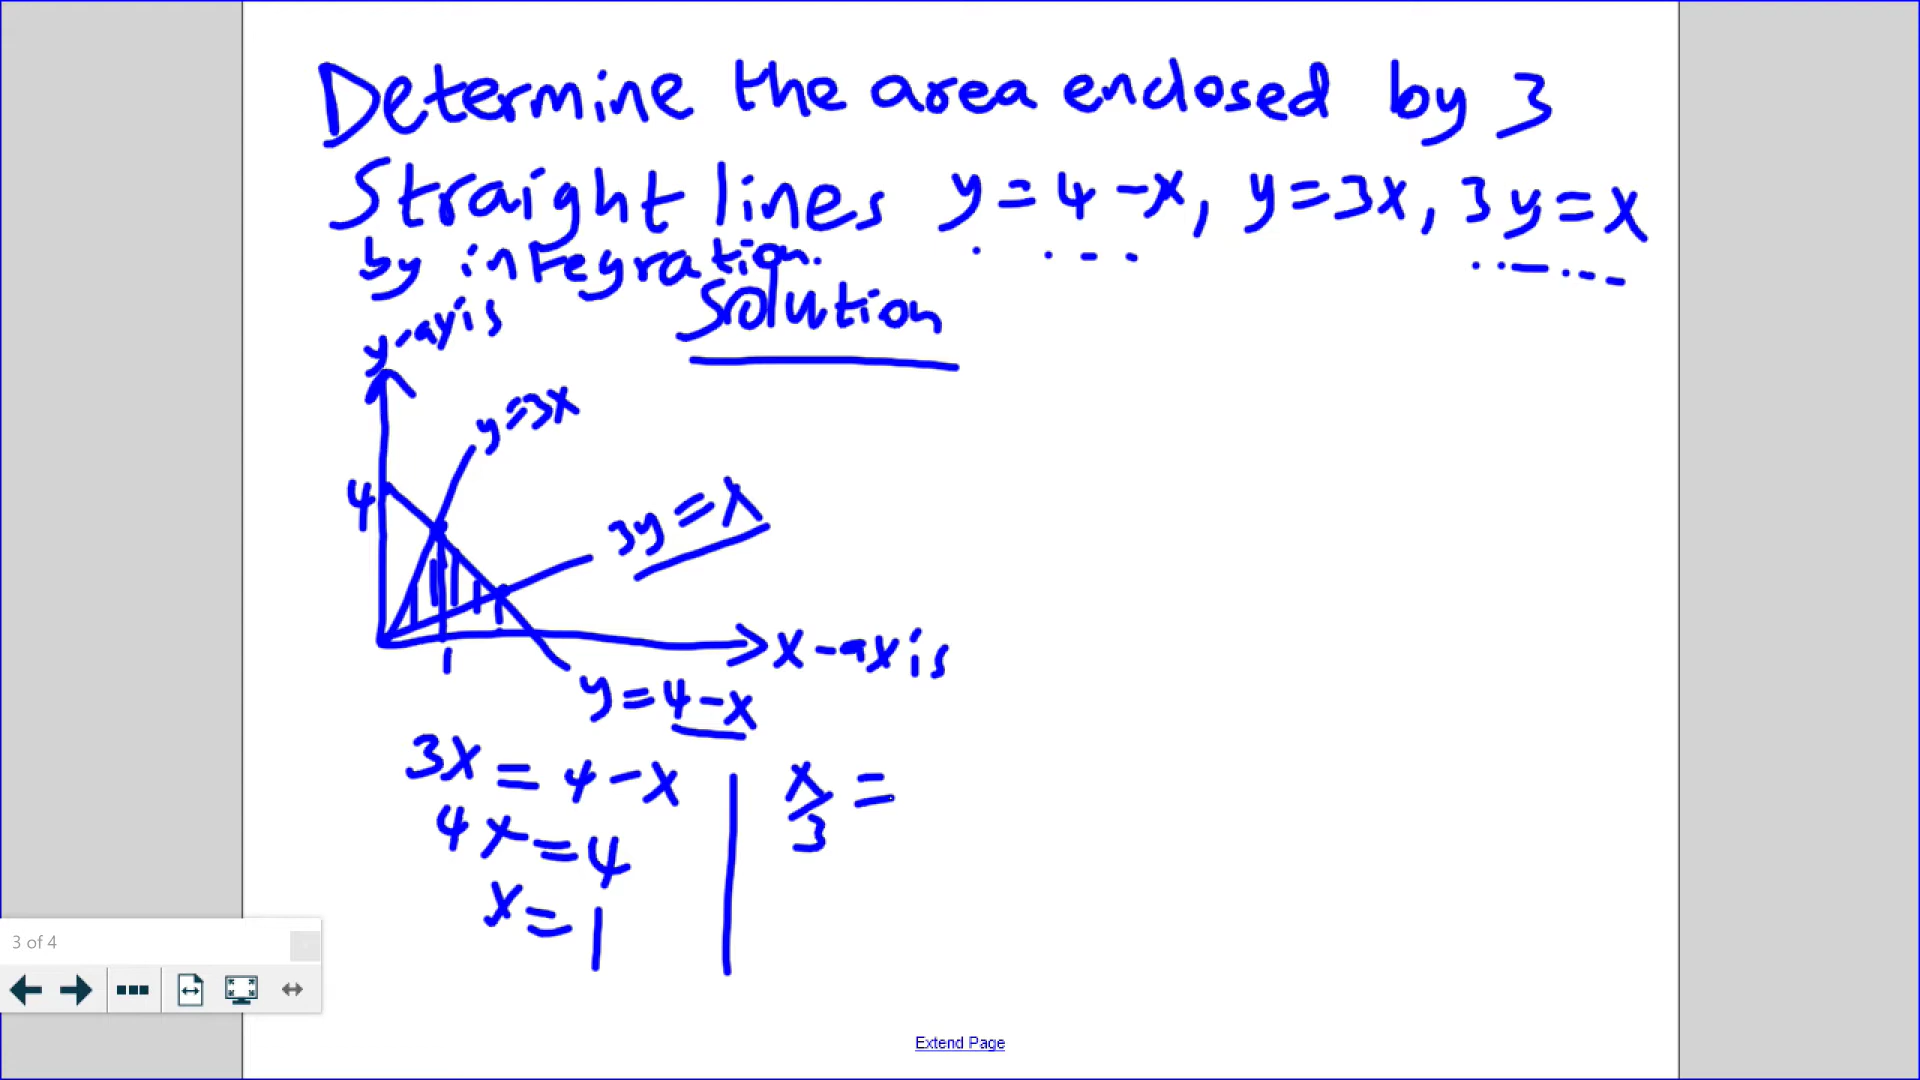 Determine the area enclosed by 3
Straight lines y = 4 - x, y = 3x, 3y = x
by integration.
Solution
y-axis
y=3x
4
3y = x
x-axis
1
y = 4 - x
3x = 4 - x
x/3 =
4x = 4
x = 1
3 of 4
Extend Page